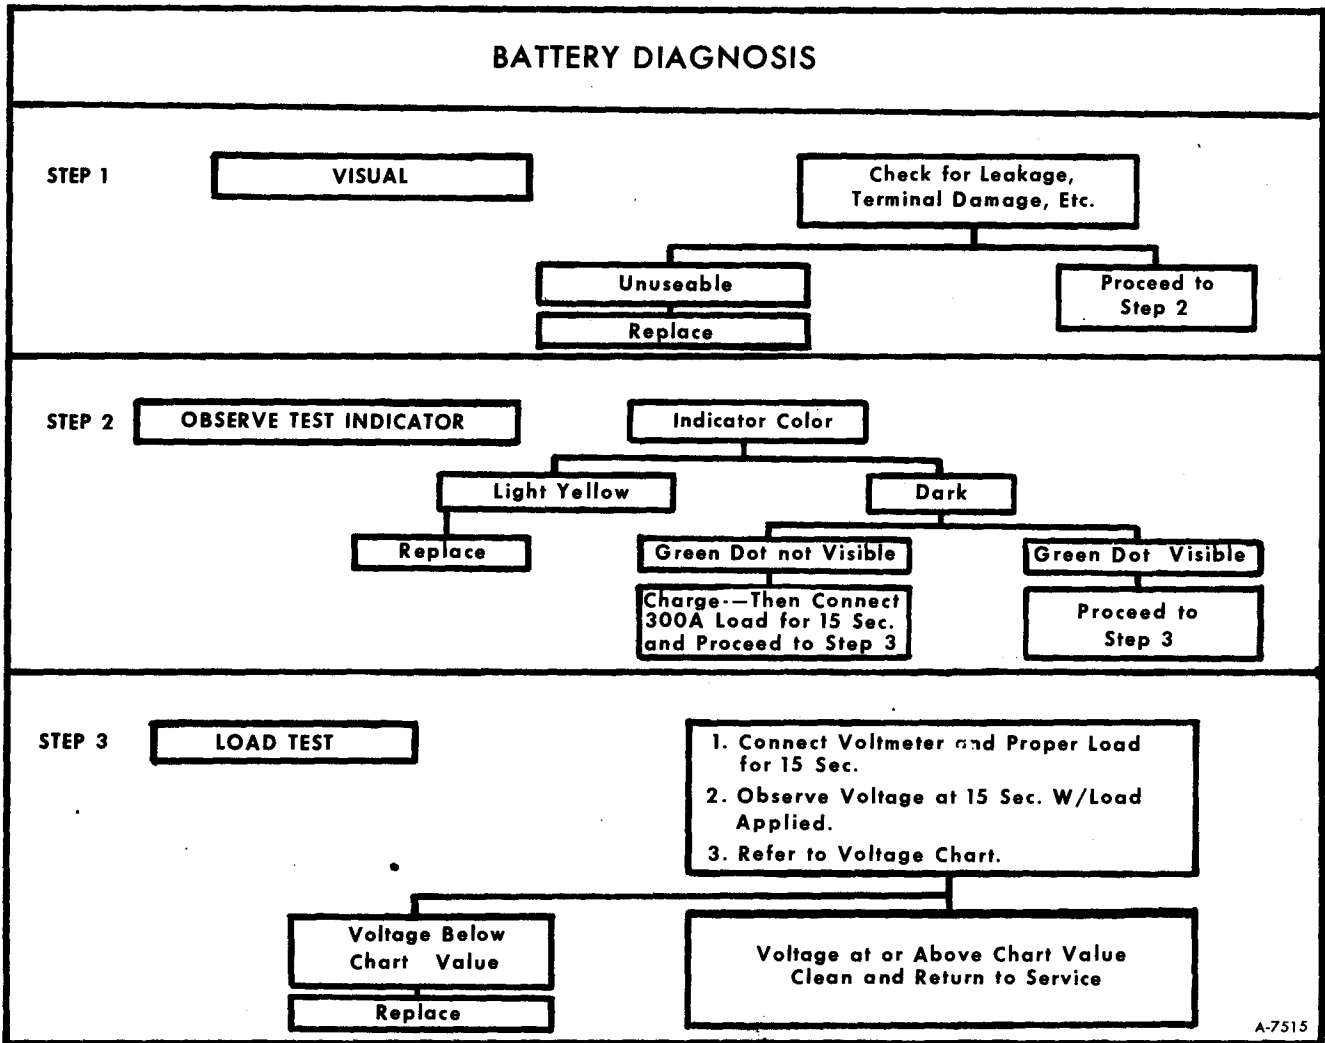 BATTERY DIAGNOSIS
STEP 1
VISUAL
Check for Leakage,
Terminal Damage, Etc.
Unuseable
Replace
Proceed to
Step 2
STEP 2
OBSERVE TEST INDICATOR
Indicator Color
Light Yellow
Dark
Replace
Green Dot not Visible
Green Dot Visible
Charge-—Then Connect
300A Load for 15 Sec.
and Proceed to Step 3
Proceed to
Step 3
STEP 3
LOAD TEST
1. Connect Voltmeter and Proper Load
for 15 Sec.
2. Observe Voltage at 15 Sec. W/Load
Applied.
3. Refer to Voltage Chart.
Voltage Below
Chart Value
Replace
Voltage at or Above Chart Value
Clean and Return to Service
A-7515